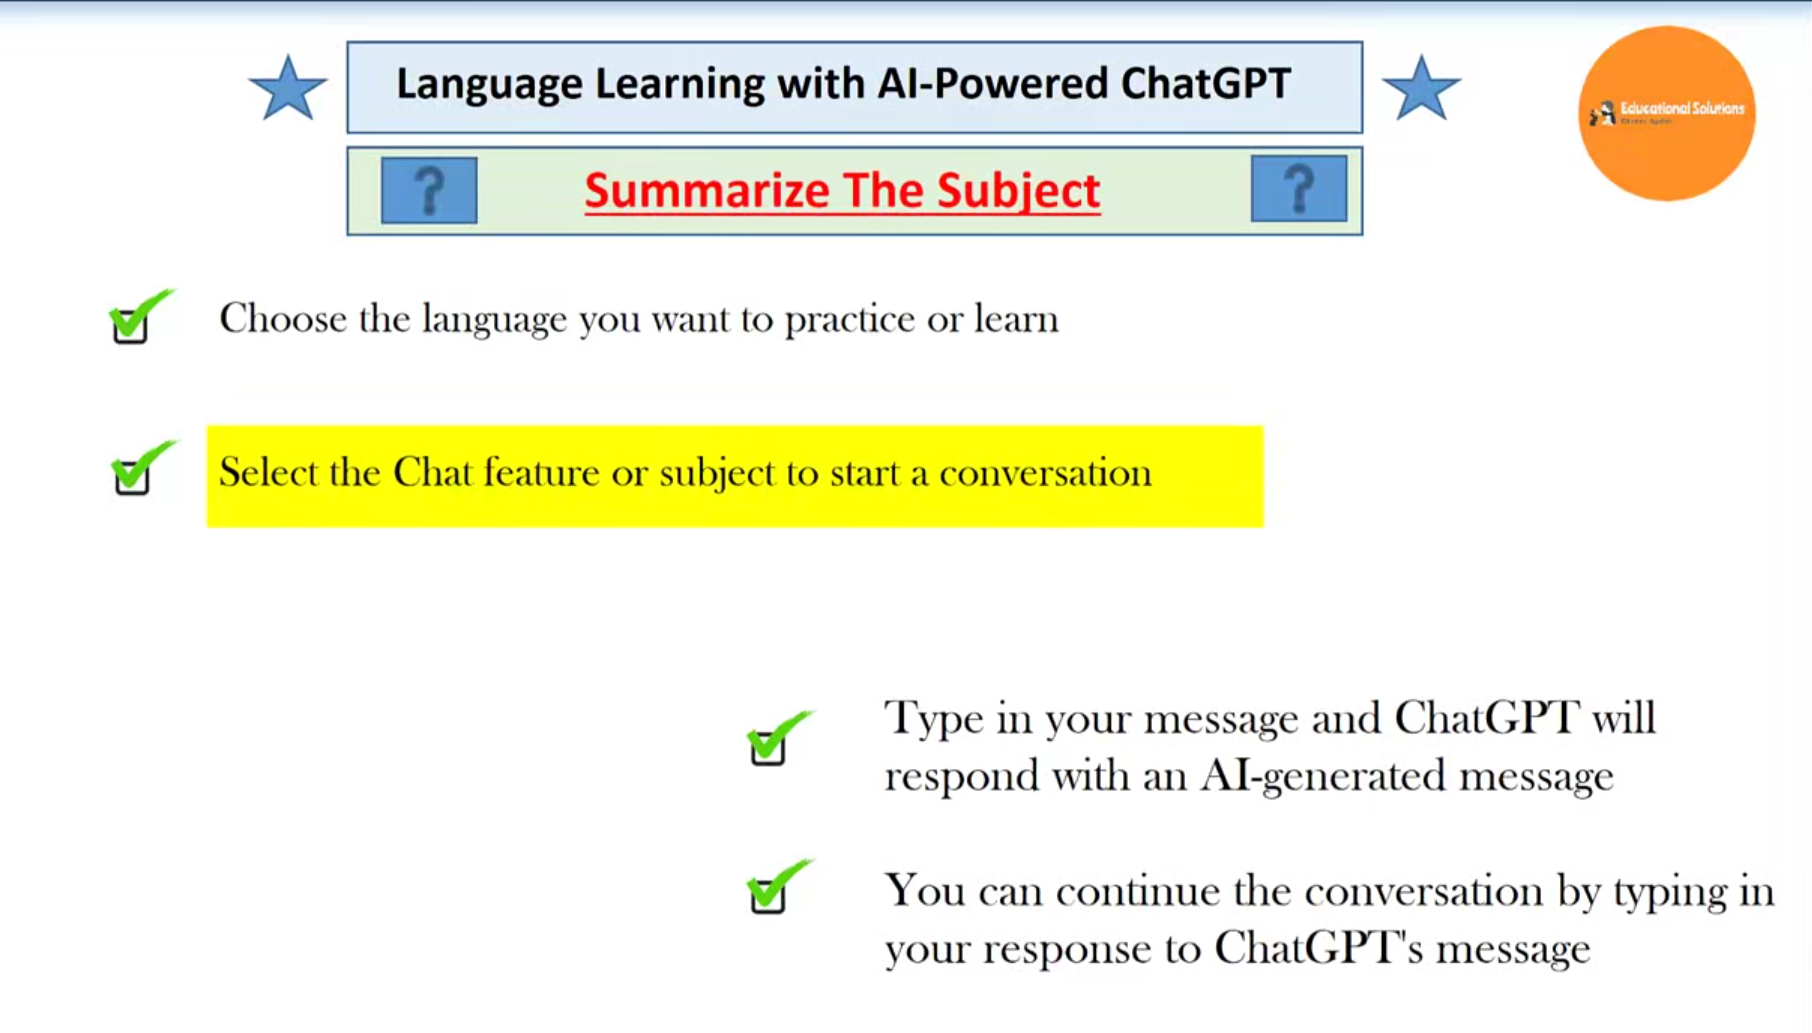 Language Learning with AI-Powered ChatGPT
? Summarize The Subject ?
Educational Solutions
Choose the language you want to practice or learn
Select the Chat feature or subject to start a conversation
Type in your message and ChatGPT will
respond with an AI-generated message
You can continue the conversation by typing in
your response to ChatGPT's message